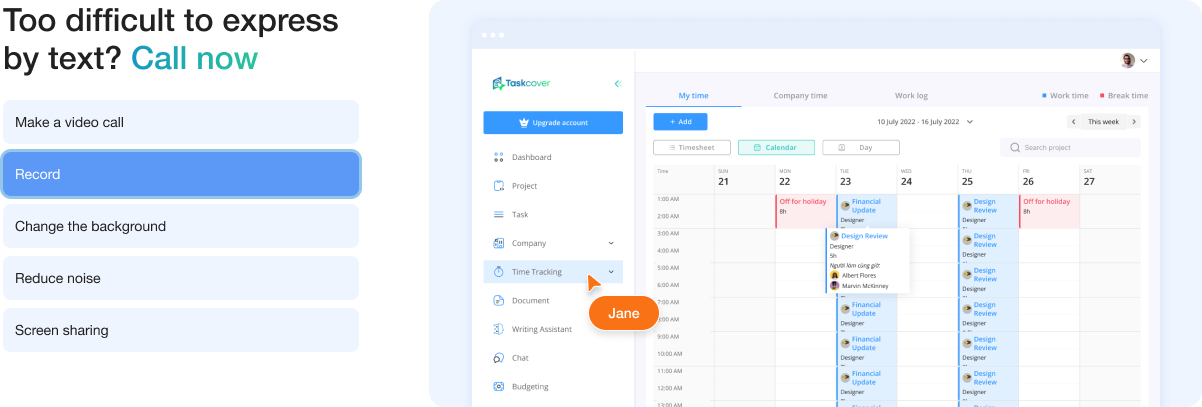 Too difficult to express
by text? Call now
Make a video call
Record
Change the background
Reduce noise
Screen sharing
Taskcover
Upgrade account
Dashboard
Project
Task
Company
Time Tracking
Document
Writing Assistant
Chat
Budgeting
Jane
My time
Company time
Work log
Work time
Break time
+ Add
10 July 2022 - 16 July 2022
This week
Timesheet
Calendar
Day
Search project
Time
SUN
21
MON
22
TUE
23
WED
24
THU
25
FRI
26
SAT
27
1:00 AM
2:00 AM
3:00 AM
4:00 AM
5:00 AM
6:00 AM
7:00 AM
8:00 AM
9:00 AM
10:00 AM
11:00 AM
12:00 AM
13:00 AM
Off for holiday
8h
Financial
Update
Designer
Design Review
Designer
5h
Người làm cùng giờ:
Albert Flores
Marvin McKinney
Financial
Update
Designer
Financial
Update
Designer
Financial
Update
Designer
Financial
Design
Review
Designer
Design
Review
Designer
Design
Review
Designer
Design
Review
Designer
Design
Review
Designer
Design
Review
Designer
Design
Off for holiday
8h